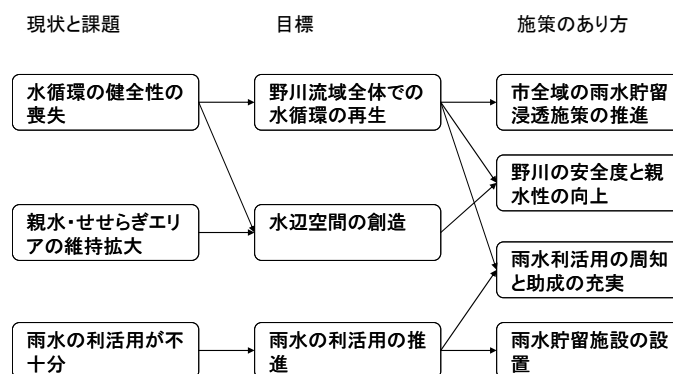 現状と課題
目標
施策のあり方
水循環の健全性の
喪失
野川流域全体での
水循環の再生
市全域の雨水貯留
浸透施策の推進
野川の安全度と親
水性の向上
親水・せせらぎエリ
アの維持拡大
水辺空間の創造
雨水利活用の周知
と助成の充実
雨水の利活用が不
十分
雨水の利活用の推
進
雨水貯留施設の設
置